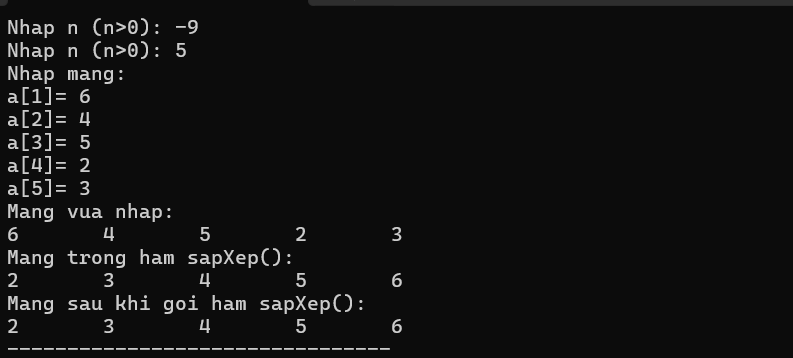 Nhap n (n>0): -9
Nhap n (n>0): 5
Nhap mang:
a[1]= 6
a[2]= 4
a[3]= 5
a[4]= 2
a[5]= 3
Mang vua nhap:
6       4       5       2       3
Mang trong ham sapXep():
2       3       4       5       6
Mang sau khi goi ham sapXep():
2       3       4       5       6
--------------------------------